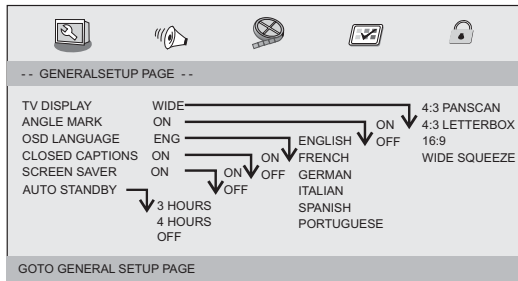 - - GENERALSETUP PAGE - -
TV DISPLAY WIDE
ANGLE MARK ON
OSD LANGUAGE ENG
CLOSED CAPTIONS ON
SCREEN SAVER ON
AUTO STANDBY
3 HOURS
4 HOURS
OFF
ON
OFF
ON
OFF
ENGLISH
FRENCH
GERMAN
ITALIAN
SPANISH
PORTUGUESE
ON
OFF
4:3 PANSCAN
4:3 LETTERBOX
16:9
WIDE SQUEEZE
GOTO GENERAL SETUP PAGE